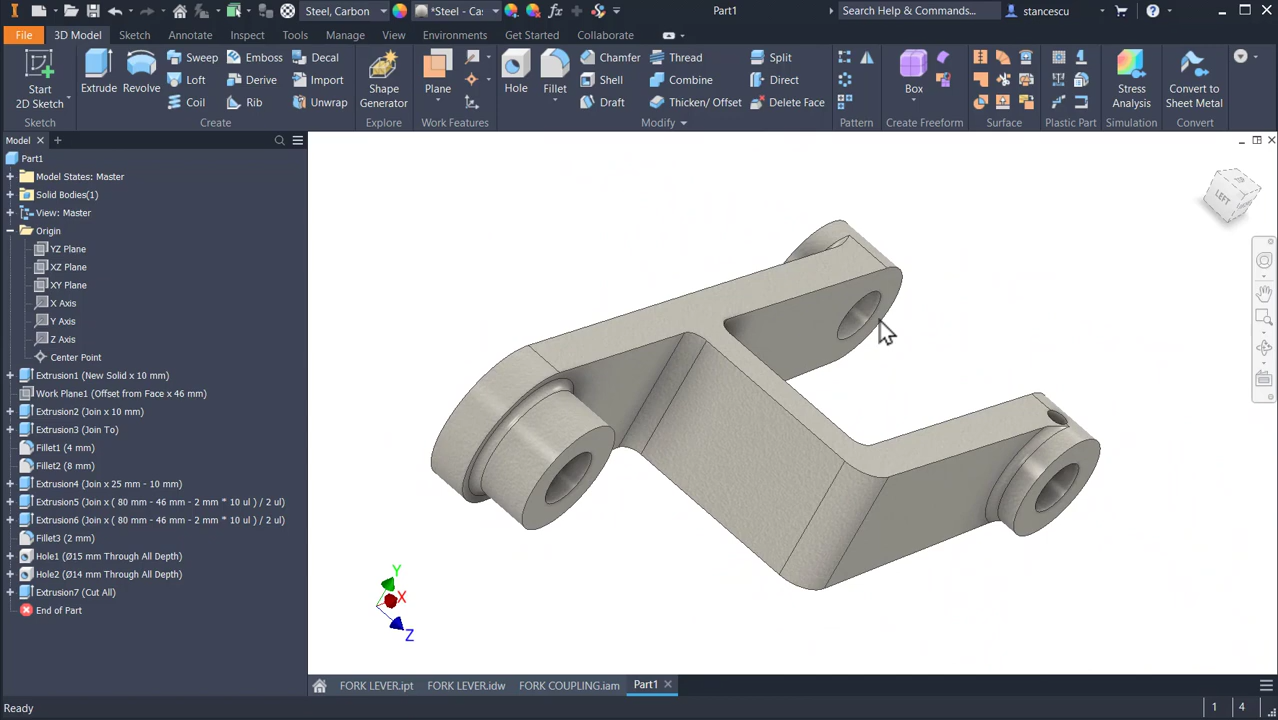 Steel, Carbon
*Steel - Cas
fx
Part1
Search Help & Commands...
stancescu
File
3D Model
Sketch
Annotate
Inspect
Tools
Manage
View
Environments
Get Started
Collaborate
Start
2D Sketch
Extrude
Revolve
Sweep
Loft
Coil
Emboss
Derive
Rib
Decal
Import
Unwrap
Shape
Generator
Plane
Hole
Fillet
Chamfer
Shell
Draft
Thread
Combine
Thicken/ Offset
Split
Direct
Delete Face
Box
Stress
Analysis
Convert to
Sheet Metal
Sketch
Create
Explore
Work Features
Modify
Pattern
Create Freeform
Surface
Plastic Part
Simulation
Convert
Model
Part1
Model States: Master
Solid Bodies(1)
View: Master
Origin
YZ Plane
XZ Plane
XY Plane
X Axis
Y Axis
Z Axis
Center Point
Extrusion1 (New Solid x 10 mm)
Work Plane1 (Offset from Face x 46 mm)
Extrusion2 (Join x 10 mm)
Extrusion3 (Join To)
Fillet1 (4 mm)
Fillet2 (8 mm)
Extrusion4 (Join x 25 mm - 10 mm)
Extrusion5 (Join x ( 80 mm - 46 mm - 2 mm * 10 ul ) / 2 ul)
Extrusion6 (Join x ( 80 mm - 46 mm - 2 mm * 10 ul ) / 2 ul)
Fillet3 (2 mm)
Hole1 (Ø15 mm Through All Depth)
Hole2 (Ø14 mm Through All Depth)
Extrusion7 (Cut All)
End of Part
LEFT
Y
X
Z
FORK LEVER.ipt
FORK LEVER.idw
FORK COUPLING.iam
Part1
Ready
1
4